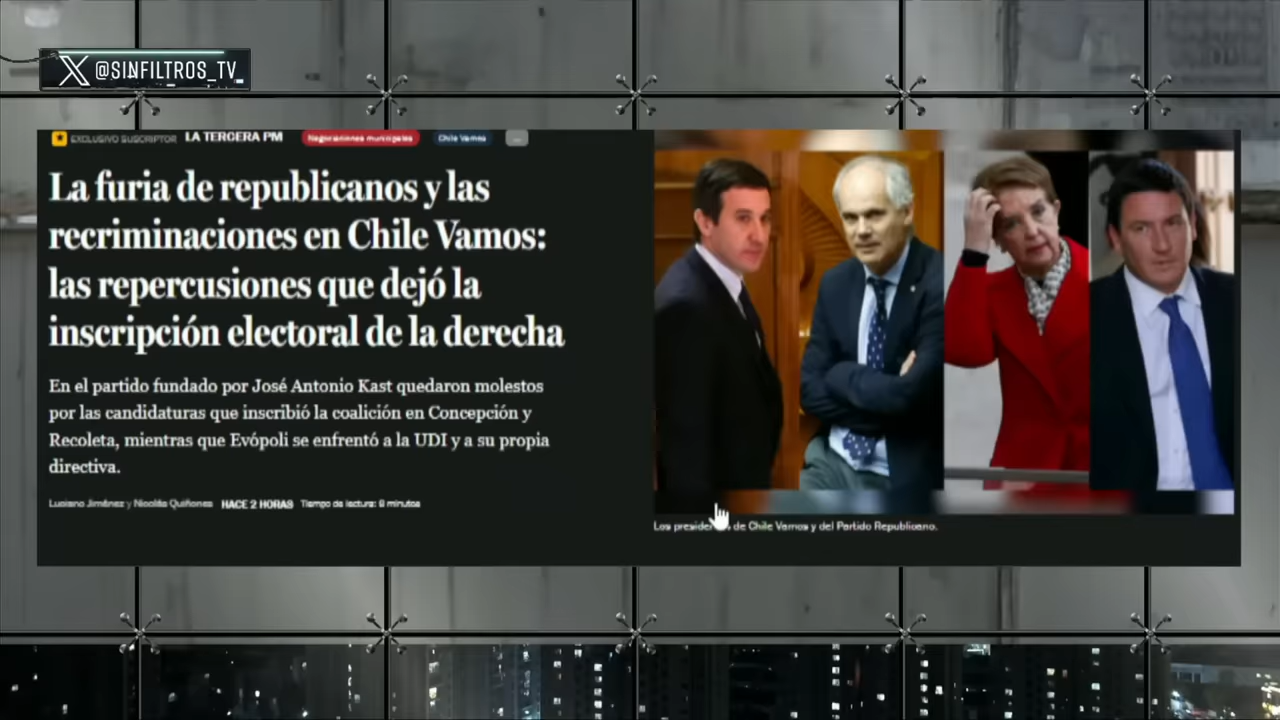 @SINFILTROS_TV
EXCLUSIVO SUSCRIPTOR LA TERCERA PM Negociaciones municipales Chile Vamos ...
La furia de republicanos y las
recriminaciones en Chile Vamos:
las repercusiones que dejó la
inscripción electoral de la derecha
En el partido fundado por José Antonio Kast quedaron molestos
por las candidaturas que inscribió la coalición en Concepción y
Recoleta, mientras que Evópoli se enfrentó a la UDI y a su propia
directiva.
Luciano Jiménez y Nicolás Quiñones HACE 2 HORAS Tiempo de lectura: 6 minutos
Los de Chile Vamos y del Partido Republicano.